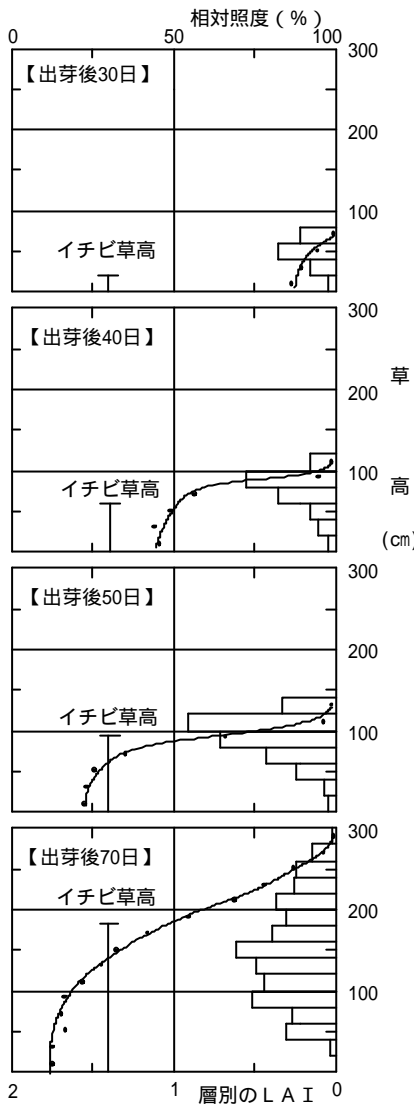 相対照度(%)
0 50 100
300
【出芽後30日】
200
100
イチビ草高
300
【出芽後40日】
200
草
100
イチビ草高
高
(㎝)
300
【出芽後50日】
200
イチビ草高
100
300
【出芽後70日】
イチビ草高
200
100
2 1 0
層別のLAI